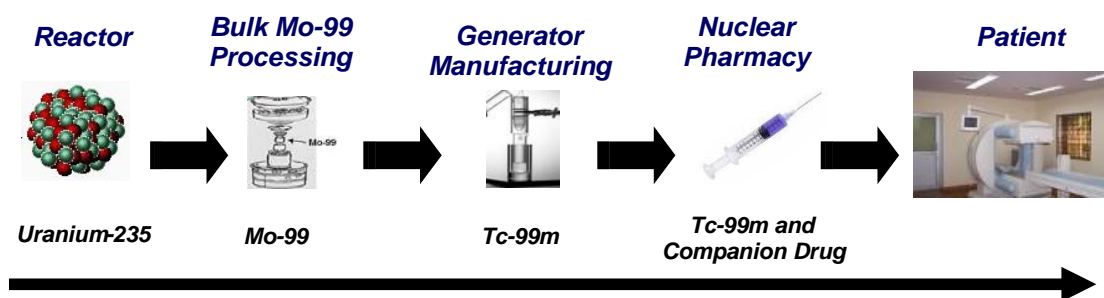 Reactor
Bulk Mo-99
Processing
Generator
Manufacturing
Nuclear
Pharmacy
Patient
Mo-99
Uranium-235
Mo-99
Tc-99m
Tc-99m and
Companion Drug